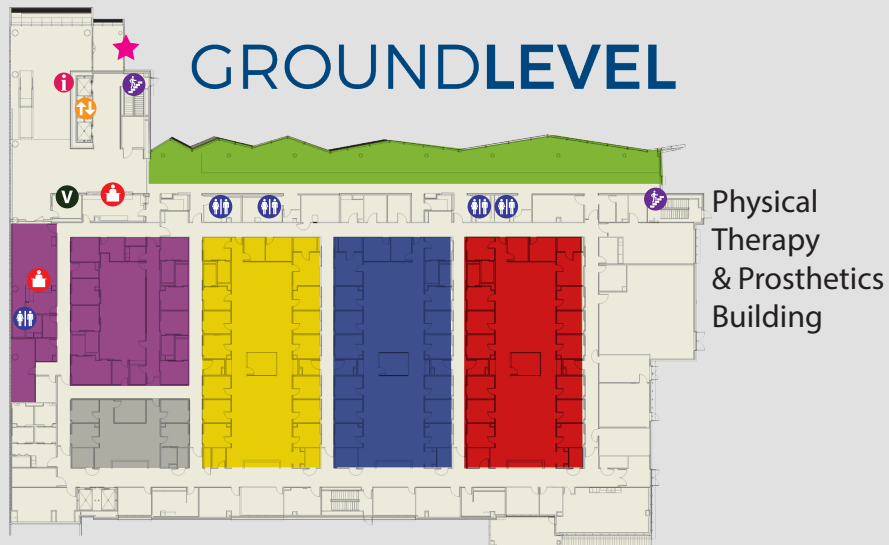 GROUNDLEVEL
i
V
Physical
Therapy
& Prosthetics
Building